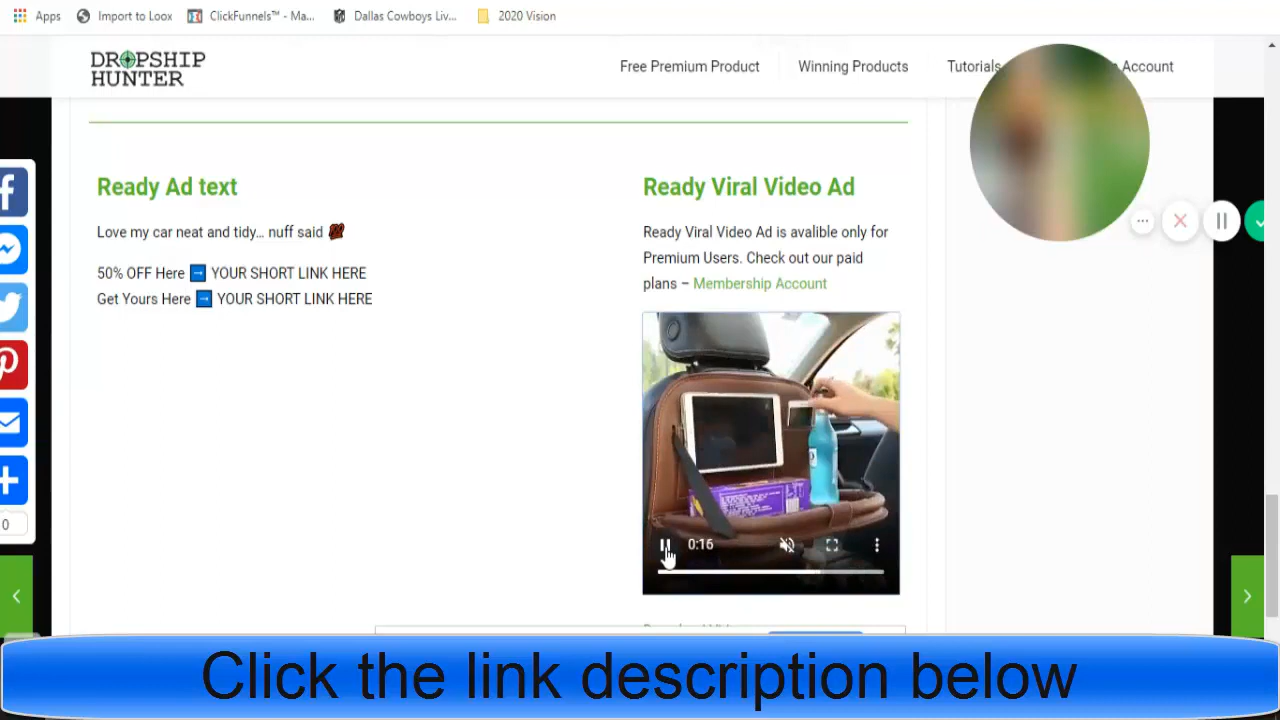 Apps Import to Loox ClickFunnels™ - Ma... Dallas Cowboys Liv... 2020 Vision
DROPSHIP
HUNTER
Free Premium Product Winning Products Tutorials Account
Ready Ad text
Love my car neat and tidy… nuff said
50% OFF Here ➡ YOUR SHORT LINK HERE
Get Yours Here ➡ YOUR SHORT LINK HERE
Ready Viral Video Ad
Ready Viral Video Ad is avalible only for
Premium Users. Check out our paid
plans – Membership Account
0:16
0
Click the link description below